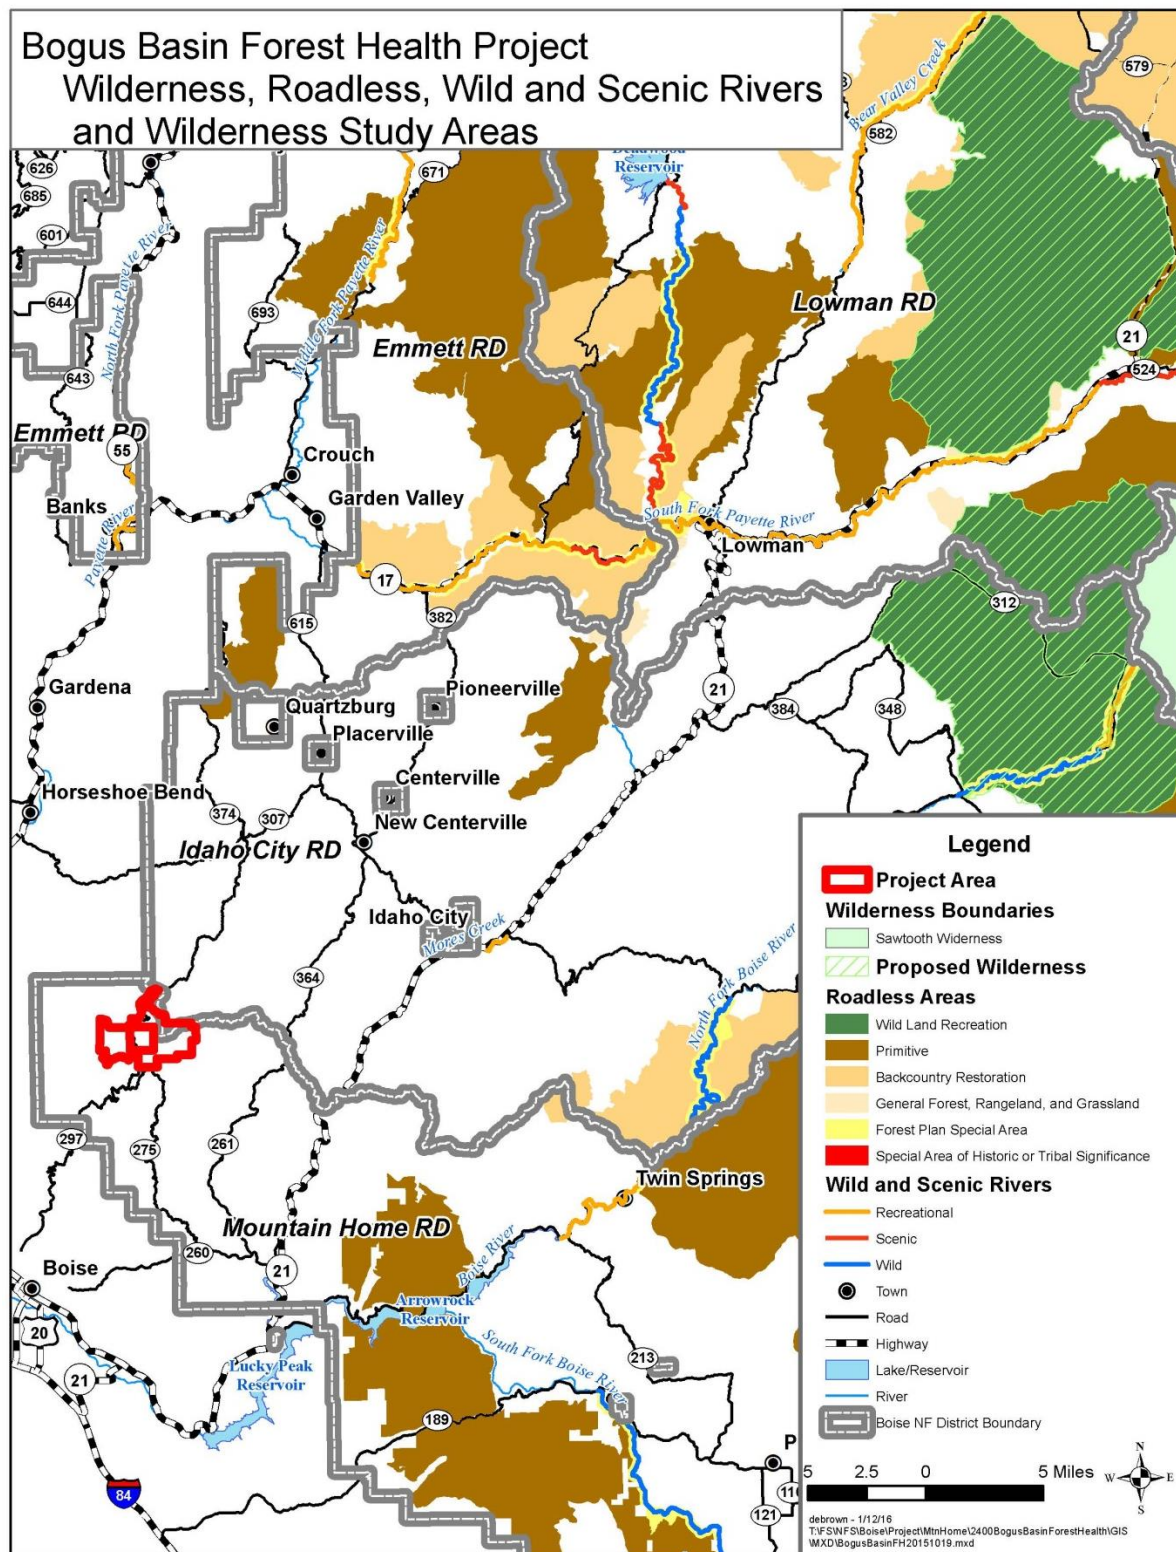 Bogus Basin Forest Health Project
Wilderness, Roadless, Wild and Scenic Rivers
and Wilderness Study Areas
579
Bear Valley Creek
582
626
685
671
Reservoir
601
North Fork Payette River
Middle Fork Payette River
644
693
Lowman RD
Emmett RD
21
524
643
Emmett RD
55
Crouch
Garden Valley
Banks
South Fork Payette River
Lowman
Payette River
17
382
615
312
Gardena
Quartzburg
Pioneerville
21
384
348
Placerville
Horseshoe Bend
Centerville
374
307
New Centerville
Idaho City RD
Idaho City
Mores Creek
364
North Fork Boise River
297
275
261
Twin Springs
Mountain Home RD
260
Boise River
Boise
21
Arrowrock
Reservoir
20
South Fork Boise River
Lucky Peak
Reservoir
21
213
189
84
P
121
Legend
Project Area
Wilderness Boundaries
Sawtooth Widerness
Proposed Wilderness
Roadless Areas
Wild Land Recreation
Primitive
Backcountry Restoration
General Forest, Rangeland, and Grassland
Forest Plan Special Area
Special Area of Historic or Tribal Significance
Wild and Scenic Rivers
Recreational
Scenic
Wild
Town
Road
Highway
Lake/Reservoir
River
Boise NF District Boundary
5 2.5 0 5 Miles
N
W E
S
debrown - 1/12/16
T:\FS\NFS\Boise\Project\MtnHome\2400BogusBasinForestHealth\GIS
\MXD\BogusBasinFH20151019.mxd